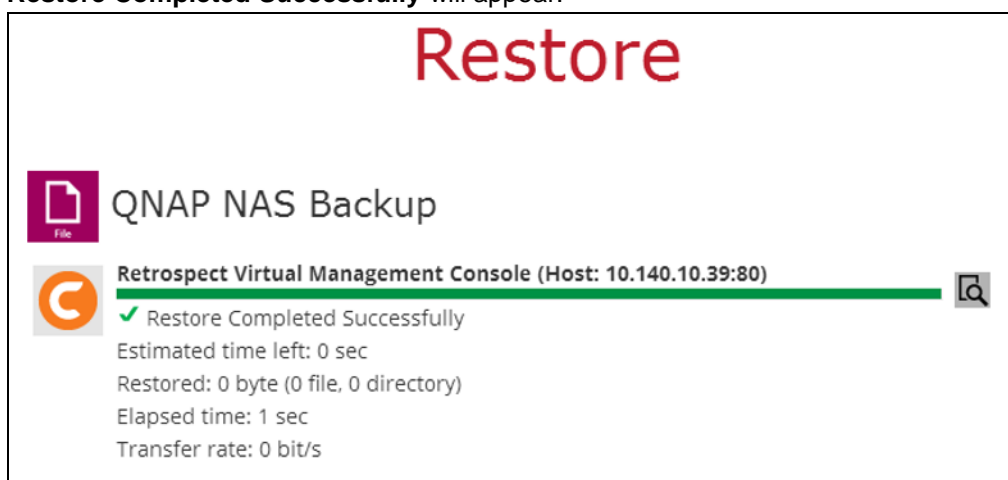 Restore Completed Successfully will appear.
Restore
File
QNAP NAS Backup
Retrospect Virtual Management Console (Host: 10.140.10.39:80)
Restore Completed Successfully
Estimated time left: 0 sec
Restored: 0 byte (0 file, 0 directory)
Elapsed time: 1 sec
Transfer rate: 0 bit/s